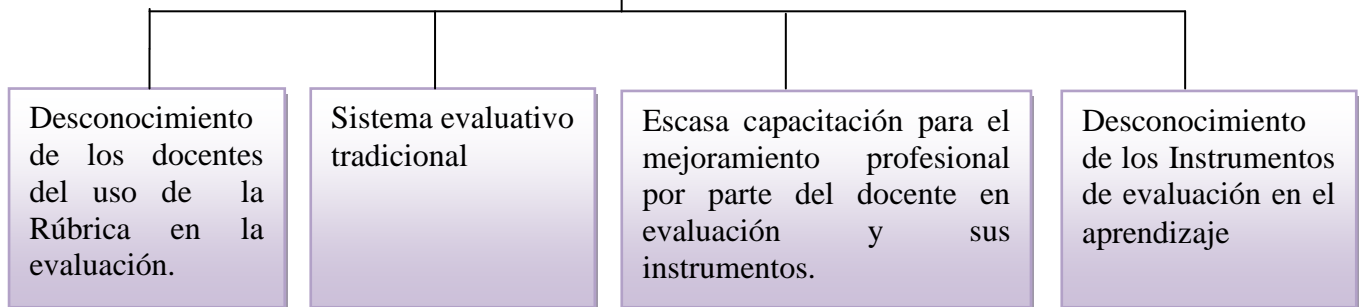 Desconocimiento
de los docentes
del uso de la
Rúbrica en la
evaluación.
Sistema evaluativo
tradicional
Escasa capacitación para el
mejoramiento profesional
por parte del docente en
evaluación y sus
instrumentos.
Desconocimiento
de los Instrumentos
de evaluación en el
aprendizaje